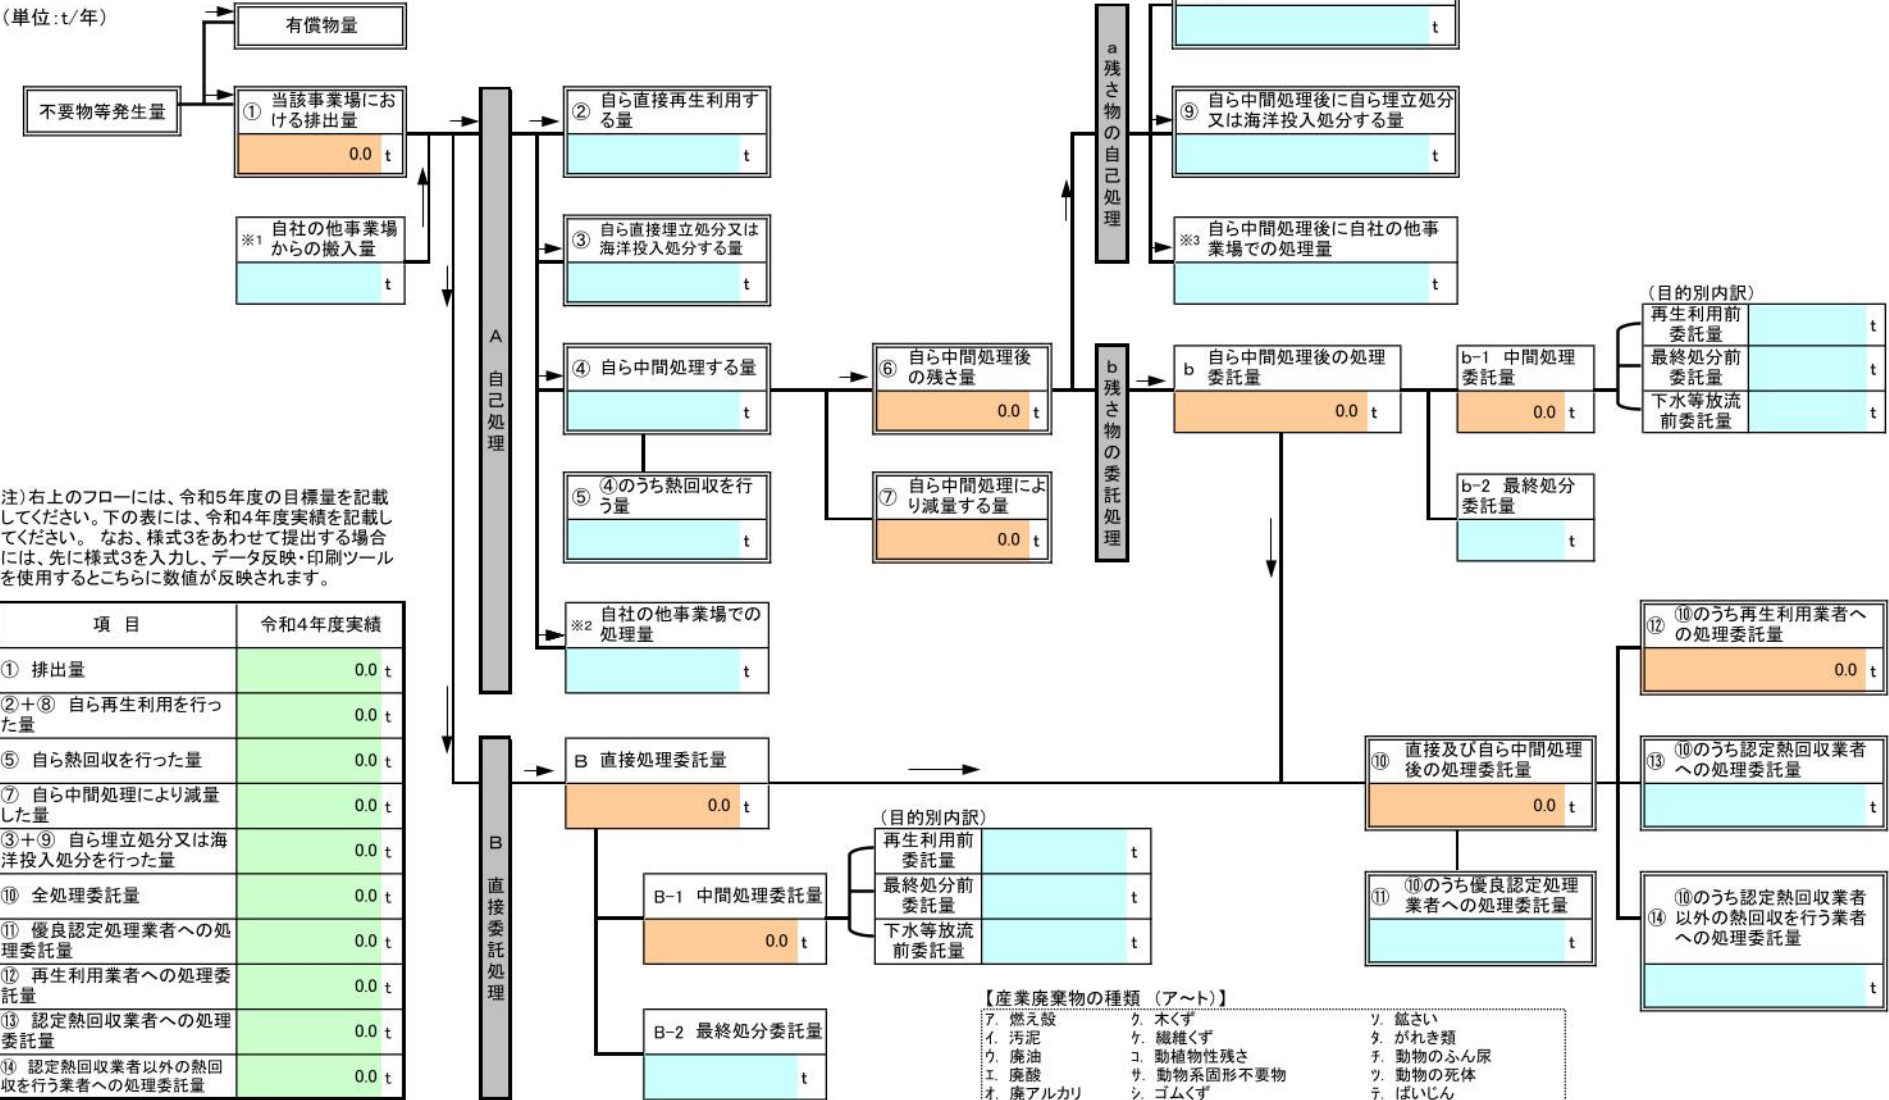 (単位:t/年)
有償物量
不要物等発生量
① 当該事業場にお
ける排出量
0.0 t
※1 自社の他事業場
からの搬入量
t
A 自己処理
② 自ら直接再生利用す
る量
t
③ 自ら直接埋立処分又は
海洋投入処分する量
t
④ 自ら中間処理する量
t
⑤ ④のうち熱回収を行
う量
t
※2 自社の他事業場での
処理量
t
⑥ 自ら中間処理後
の残さ量
0.0 t
⑦ 自ら中間処理によ
り減量する量
0.0 t
a 残さ物の自己処理
t
⑨ 自ら中間処理後に自ら埋立処分
又は海洋投入処分する量
t
※3 自ら中間処理後に自社の他事
業場での処理量
t
b 残さ物の委託処理
b 自ら中間処理後の処理
委託量
0.0 t
b-1 中間処理
委託量
0.0 t
(目的別内訳)
再生利用前
委託量
t
最終処分前
委託量
t
下水等放流
前委託量
t
b-2 最終処分
委託量
t
注)右上のフローには、令和5年度の目標量を記載
してください。下の表には、令和4年度実績を記載し
てください。 なお、様式3をあわせて提出する場合
には、先に様式3を入力し、データ反映・印刷ツール
を使用するとこちらに数値が反映されます。
項 目 令和4年度実績
① 排出量 0.0 t
②+⑧ 自ら再生利用を行っ
た量 0.0 t
⑤ 自ら熱回収を行った量 0.0 t
⑦ 自ら中間処理により減量
した量 0.0 t
③+⑨ 自ら埋立処分又は海
洋投入処分を行った量 0.0 t
⑩ 全処理委託量 0.0 t
⑪ 優良認定処理業者への処
理委託量 0.0 t
⑫ 再生利用業者への処理委
託量 0.0 t
⑬ 認定熱回収業者への処理
委託量 0.0 t
⑭ 認定熱回収業者以外の熱回
収を行う業者への処理委託量 0.0 t
B 直接委託処理
B 直接処理委託量
0.0 t
B-1 中間処理委託量
0.0 t
(目的別内訳)
再生利用前
委託量
t
最終処分前
委託量
t
下水等放流
前委託量
t
B-2 最終処分委託量
t
⑩ 直接及び自ら中間処理
後の処理委託量
0.0 t
⑪ ⑩のうち優良認定処理
業者への処理委託量
t
⑫ ⑩のうち再生利用業者へ
の処理委託量
0.0 t
⑬ ⑩のうち認定熱回収業者
への処理委託量
t
⑭ ⑩のうち認定熱回収業者
以外の熱回収を行う業者
への処理委託量
t
【産業廃棄物の種類 (ア~ト)】
ア. 燃え殻 ク. 木くず ソ. 鉱さい
イ. 汚泥 ケ. 繊維くず タ. がれき類
ウ. 廃油 コ. 動植物性残さ チ. 動物のふん尿
エ. 廃酸 サ. 動物系固形不要物 ツ. 動物の死体
オ. 廃アルカリ シ. ゴムくず テ. ばいじん